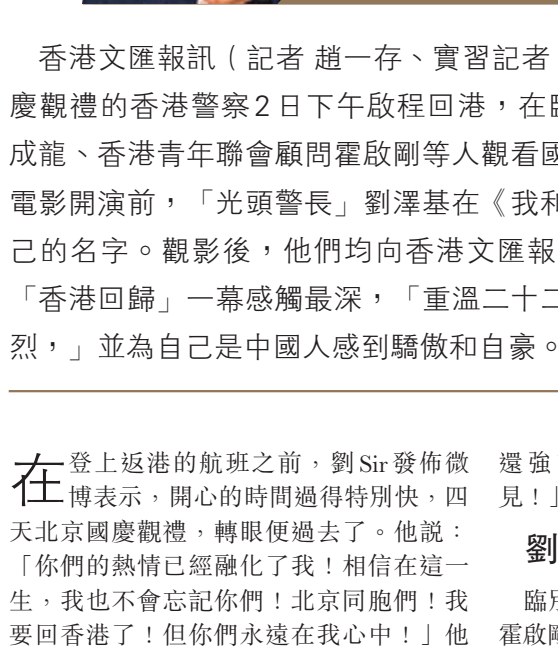 香港文匯報訊（記者 趙一存、實習記者
慶觀禮的香港警察2日下午啟程回港，在
成龍、香港青年聯會顧問霍啟剛等人觀看國
電影開演前，「光頭警長」劉澤基在《我和
己的名字。觀影後，他們均向香港文匯報
「香港回歸」一幕感觸最深，「重溫二十二
烈，」並為自己是中國人感到驕傲和自豪。
在登上返港的航班之前，劉Sir發佈微
博表示，開心的時間過得特別快，四
天北京國慶觀禮，轉眼便過去了。他說：
「你們的熱情已經融化了我！相信在這一
生，我也不會忘記你們！北京同胞們！我
要回香港了！但你們永遠在我心中！」他
還強
見！」
劉
臨別
霍啟剛